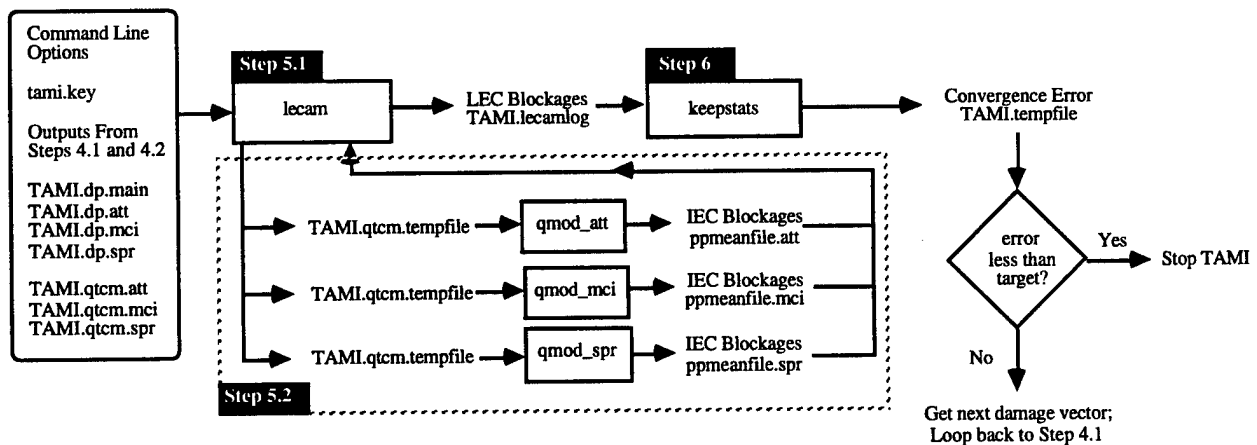 Command Line
Options
tami.key
Outputs From
Steps 4.1 and 4.2
TAMI.dp.main
TAMI.dp.att
TAMI.dp.mci
TAMI.dp.spr
TAMI.qtcm.att
TAMI.qtcm.mci
TAMI.qtcm.spr
Step 5.1
lecam
LEC Blockages
TAMI.lecamlog
Step 6
keepstats
Convergence Error
TAMI.tempfile
TAMI.qtcm.tempfile
qmod_att
IEC Blockages
ppmeanfile.att
TAMI.qtcm.tempfile
qmod_mci
IEC Blockages
ppmeanfile.mci
TAMI.qtcm.tempfile
qmod_spr
IEC Blockages
ppmeanfile.spr
Step 5.2
error
less than
target?
Yes
Stop TAMI
No
Get next damage vector;
Loop back to Step 4.1